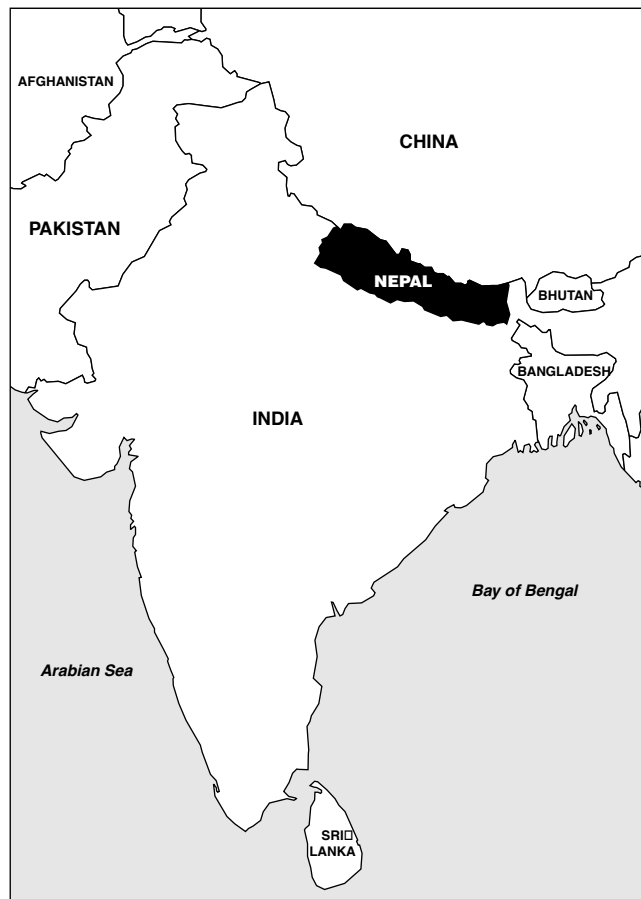 AFGHANISTAN
CHINA
PAKISTAN
NEPAL
BHUTAN
BANGLADESH
INDIA
Bay of Bengal
Arabian Sea
SRI□
LANKA